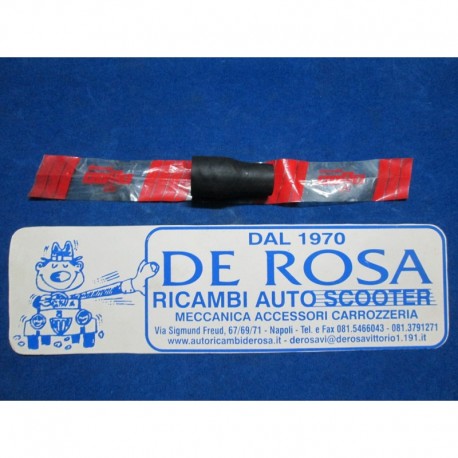 DAL 1970
DE ROSA
RICAMBI AUTO SCOOTER
MECCANICA ACCESSORI CARROZZERIA
Via Sigmund Freud, 67/69/71 - Napoli - Tel. e Fax 081.5466043 - 081.3791271
www.autoricambiderosa.it - derosavi@derosavittorio1.191.it